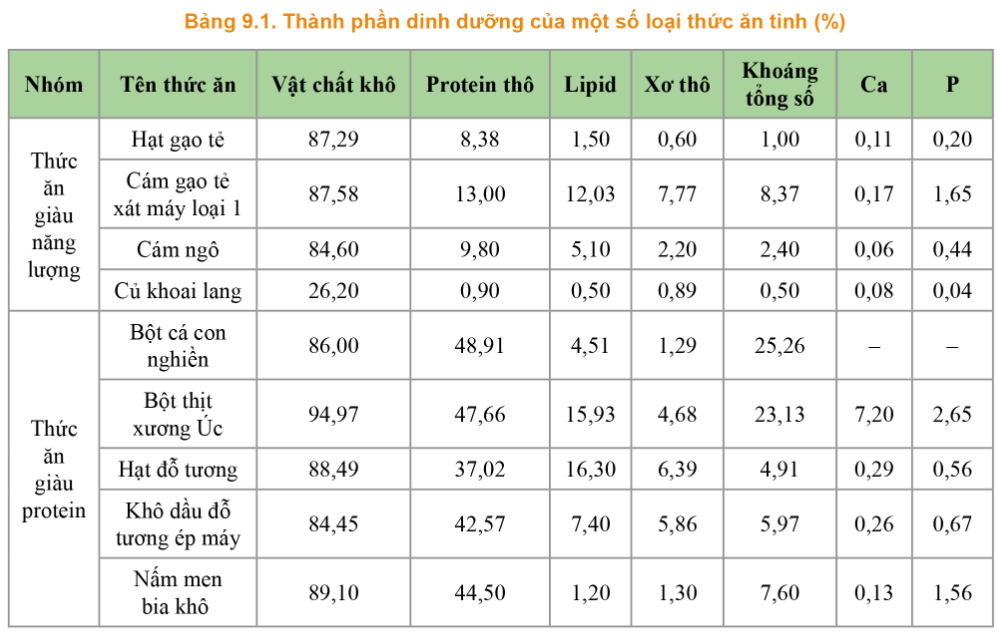 Bảng 9.1. Thành phần dinh dưỡng của một số loại thức ăn tinh (%)
Nhóm Tên thức ăn Vật chất khô Protein thô Lipid Xơ thô Khoáng tổng số Ca P
Thức ăn giàu năng lượng
Hạt gạo tẻ 87,29 8,38 1,50 0,60 1,00 0,11 0,20
Cám gạo tẻ xát máy loại 1 87,58 13,00 12,03 7,77 8,37 0,17 1,65
Cám ngô 84,60 9,80 5,10 2,20 2,40 0,06 0,44
Củ khoai lang 26,20 0,90 0,50 0,89 0,50 0,08 0,04
Thức ăn giàu protein
Bột cá con nghiền 86,00 48,91 4,51 1,29 25,26 – –
Bột thịt xương Úc 94,97 47,66 15,93 4,68 23,13 7,20 2,65
Hạt đỗ tương 88,49 37,02 16,30 6,39 4,91 0,29 0,56
Khô dầu đỗ tương ép máy 84,45 42,57 7,40 5,86 5,97 0,26 0,67
Nấm men bia khô 89,10 44,50 1,20 1,30 7,60 0,13 1,56